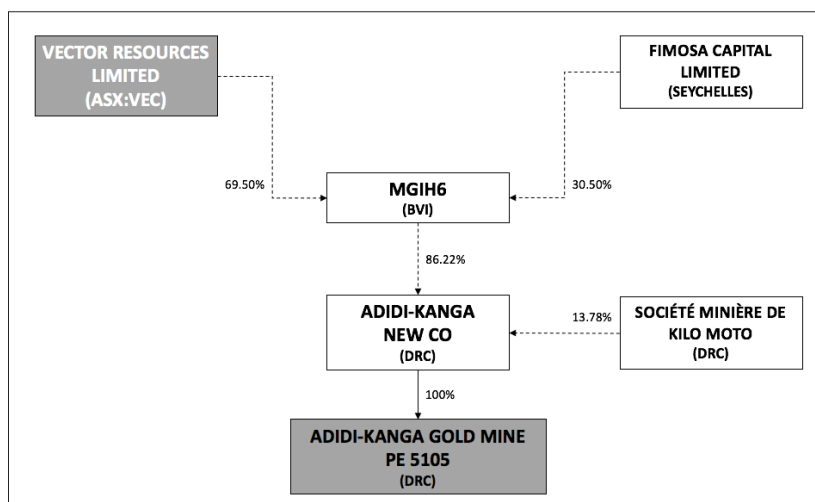 VECTOR RESOURCES
LIMITED
(ASX:VEC)
FIMOSA CAPITAL
LIMITED
(SEYCHELLES)
69.50%
MGIH6
(BVI)
30.50%
86.22%
ADIDI-KANGA
NEW CO
(DRC)
13.78%
SOCIÉTÉ MINIÈRE DE
KILO MOTO
(DRC)
100%
ADIDI-KANGA GOLD MINE
PE 5105
(DRC)